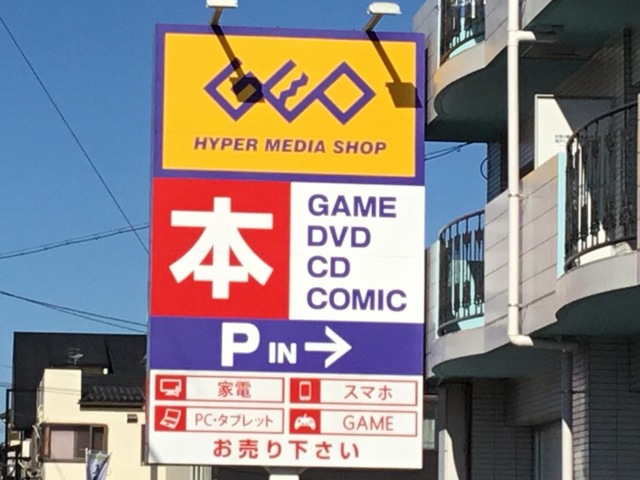 GEO
HYPER MEDIA SHOP
本
GAME
DVD
CD
COMIC
P IN →
家電
スマホ
PC・タブレット
GAME
お売り下さい